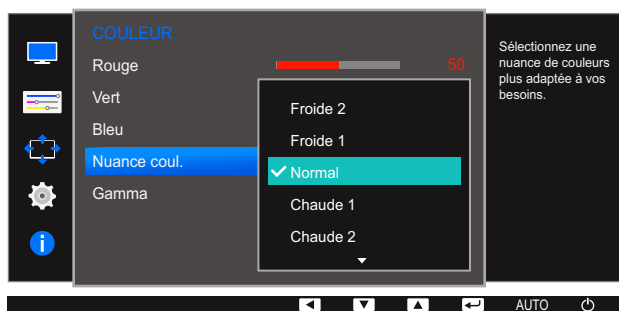 COULEUR
Rouge 50
Vert
Bleu
Nuance coul.
Gamma
Froide 2
Froide 1
Normal
Chaude 1
Chaude 2
Sélectionnez une
nuance de couleurs
plus adaptée à vos
besoins.
AUTO